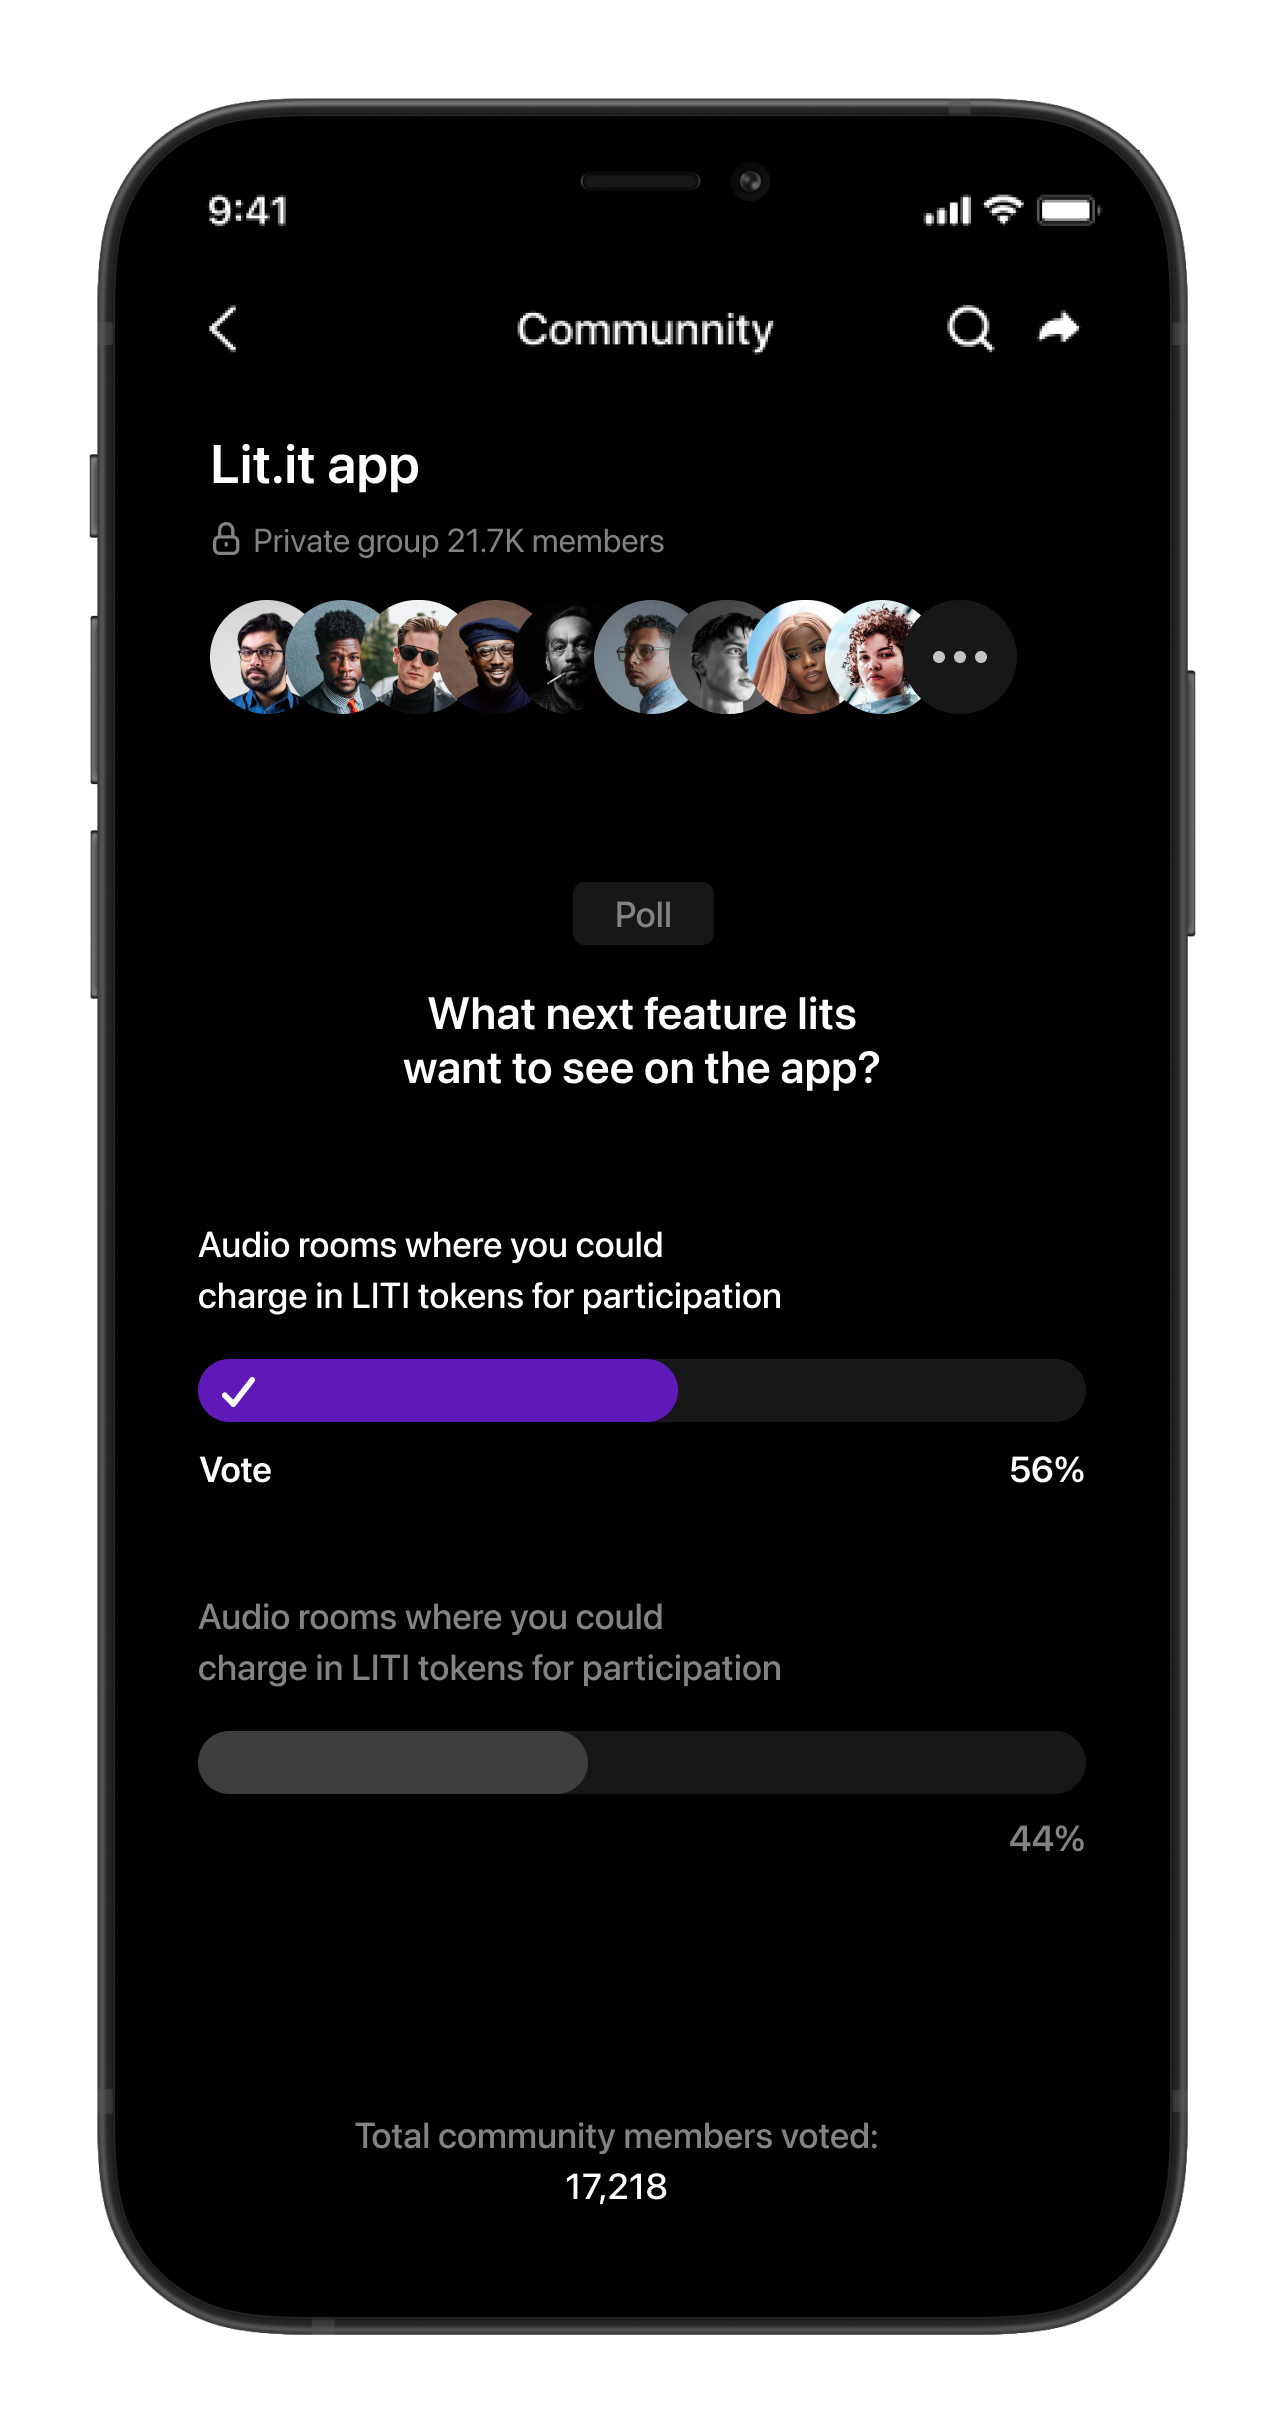 9:41
Communnity
Lit.it app
Private group 21.7K members
Poll
What next feature lits
want to see on the app?
Audio rooms where you could
charge in LITI tokens for participation
Vote 56%
Audio rooms where you could
charge in LITI tokens for participation
44%
Total community members voted:
17,218